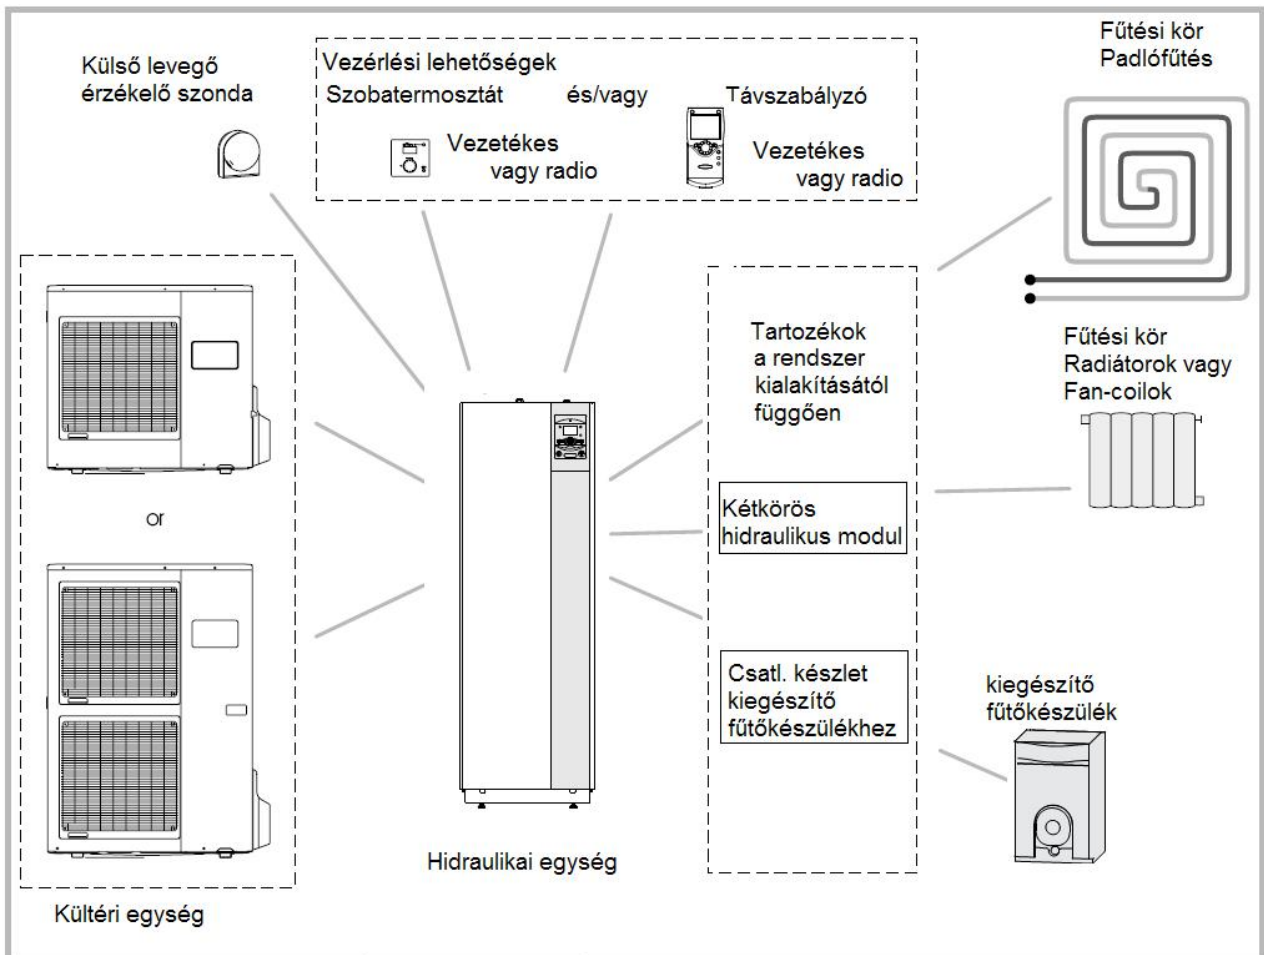 Külső levegő
érzékelő szonda
Vezérlési lehetőségek
Szobatermosztát és/vagy Távszabályzó
Vezetékes
vagy radio
Vezetékes
vagy radio
Fűtési kör
Padlófűtés
or
Kültéri egység
Hidraulikai egység
Tartozékok
a rendszer
kialakításától
függően
Kétkörös
hidraulikus modul
Csatl. készlet
kiegészítő
fűtőkészülékhez
Fűtési kör
Radiátorok vagy
Fan-coilok
kiegészítő
fűtőkészülék